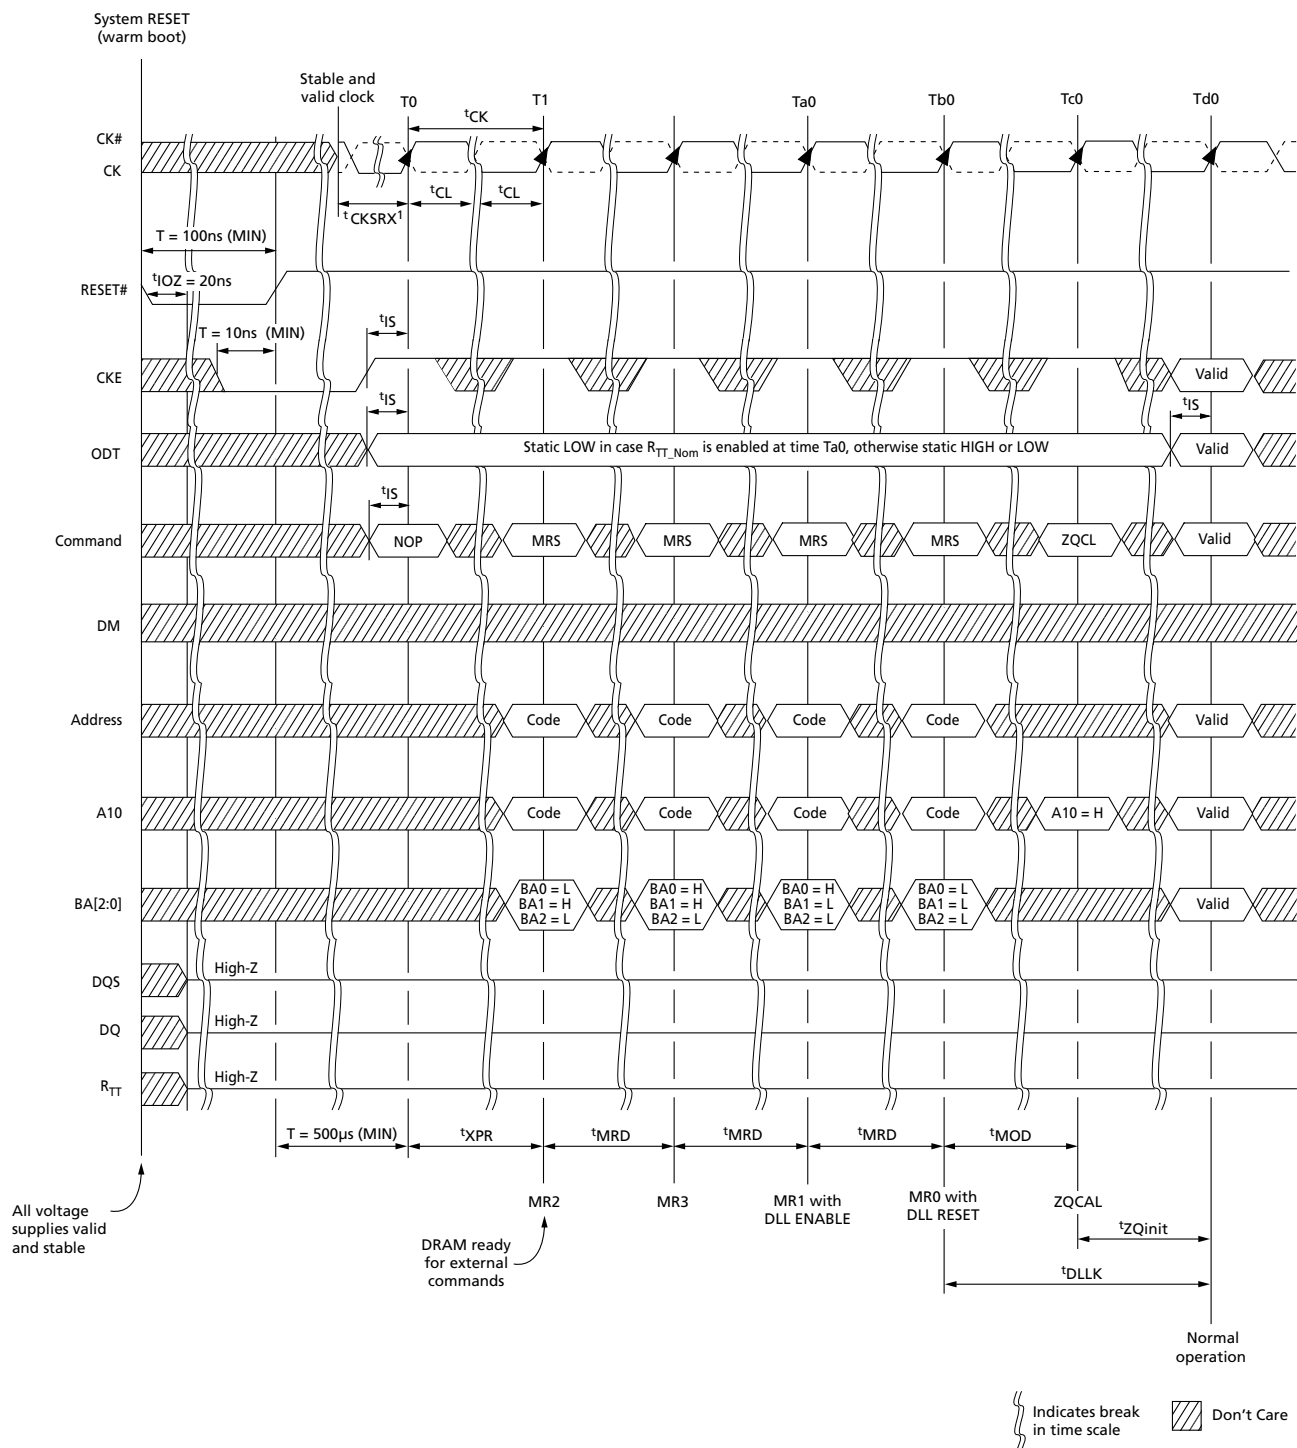 System RESET
(warm boot)
Stable and
valid clock
T0
T1
Ta0
Tb0
Tc0
Td0
tCK
CK#
CK
tCL
tCL
tCKSRX1
T = 100ns (MIN)
tIOZ = 20ns
RESET#
T = 10ns (MIN)
tIS
CKE
Valid
tIS
tIS
ODT
Static LOW in case RTT_Nom is enabled at time Ta0, otherwise static HIGH or LOW
Valid
tIS
Command
NOP
MRS
MRS
MRS
MRS
ZQCL
Valid
DM
Address
Code
Code
Code
Code
Valid
A10
Code
Code
Code
Code
A10 = H
Valid
BA[2:0]
BA0 = L
BA1 = H
BA2 = L
BA0 = H
BA1 = H
BA2 = L
BA0 = H
BA1 = L
BA2 = L
BA0 = L
BA1 = L
BA2 = L
Valid
DQS
High-Z
DQ
High-Z
RTT
High-Z
T = 500µs (MIN)
tXPR
tMRD
tMRD
tMRD
tMOD
All voltage
supplies valid
and stable
MR2
MR3
MR1 with
DLL ENABLE
MR0 with
DLL RESET
ZQCAL
tZQinit
DRAM ready
for external
commands
tDLLK
Normal
operation
Indicates break
in time scale
Don't Care